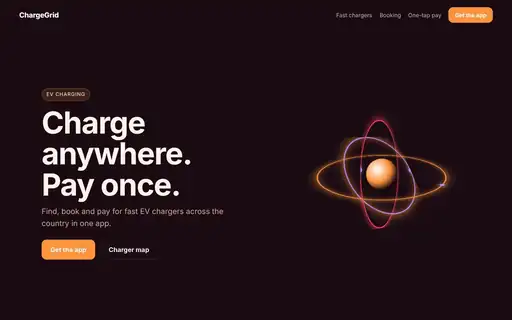 ChargeGrid
Fast chargers
Booking
One-tap pay
Get the app
EV CHARGING
Charge
anywhere.
Pay once.
Find, book and pay for fast EV chargers across the
country in one app.
Get the app
Charger map